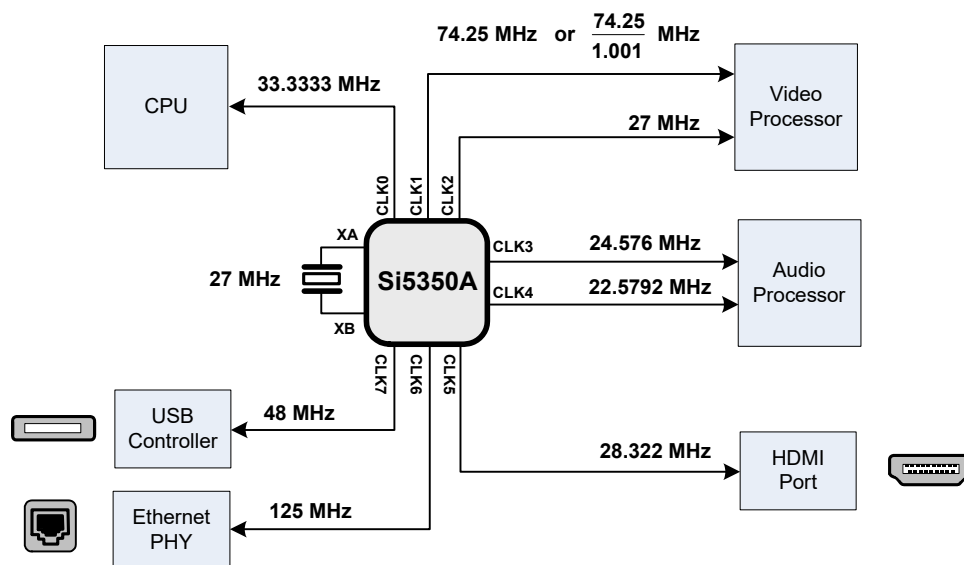 74.25 MHz or 74.25 MHz
1.001
CPU
33.3333 MHz
Video
Processor
27 MHz
CLK0
CLK1
CLK2
XA
27 MHz
XB
Si5350A
CLK3
24.576 MHz
CLK4
22.5792 MHz
Audio
Processor
CLK7
CLK6
CLK5
USB
Controller
48 MHz
28.322 MHz
HDMI
Port
Ethernet
PHY
125 MHz